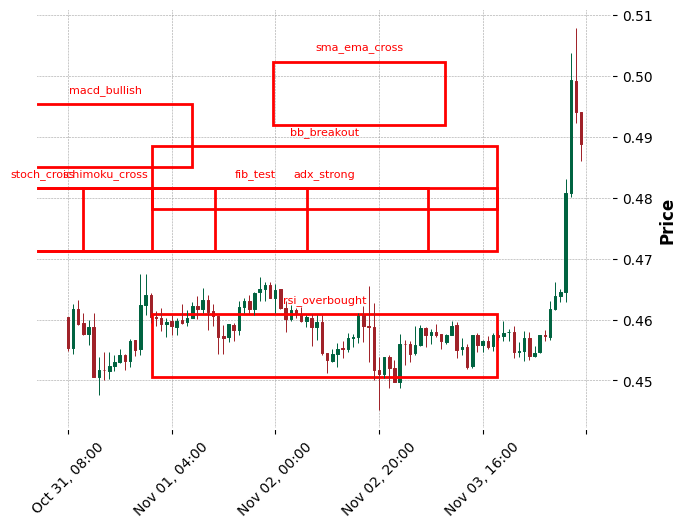 0.51
sma_ema_cross
0.50
macd_bullish
0.49
bb_breakout
ichimoku_cross
fib_test
adx_strong
0.48
Price
0.47
rsi_overbought
0.46
0.45
Oct 31, 08:00
Nov 01, 04:00
Nov 02, 00:00
Nov 02, 20:00
Nov 03, 16:00